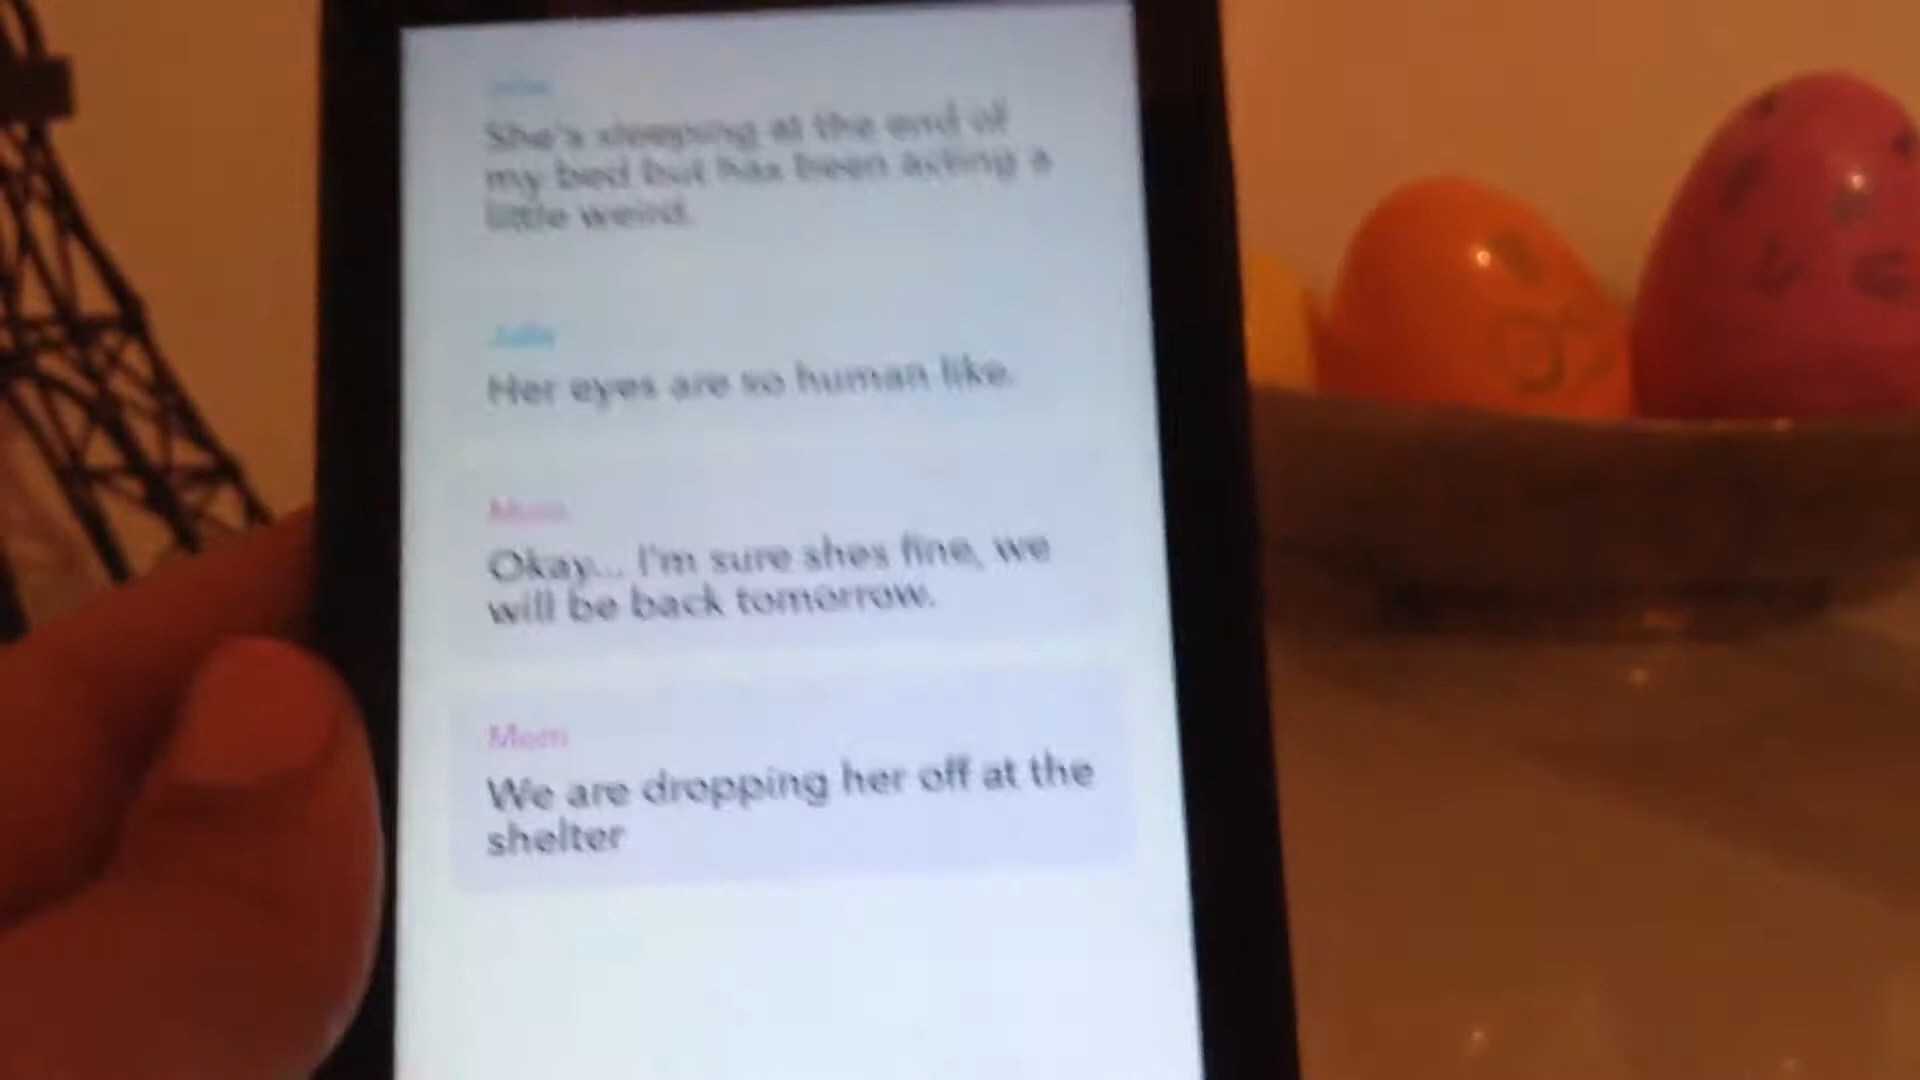 She's sleeping at the end of
my bed but has been acting a
little weird.
Julie
Her eyes are so human like.
Mom
Okay... I'm sure shes fine, we
will be back tomorrow.
Mom
We are dropping her off at the
shelter